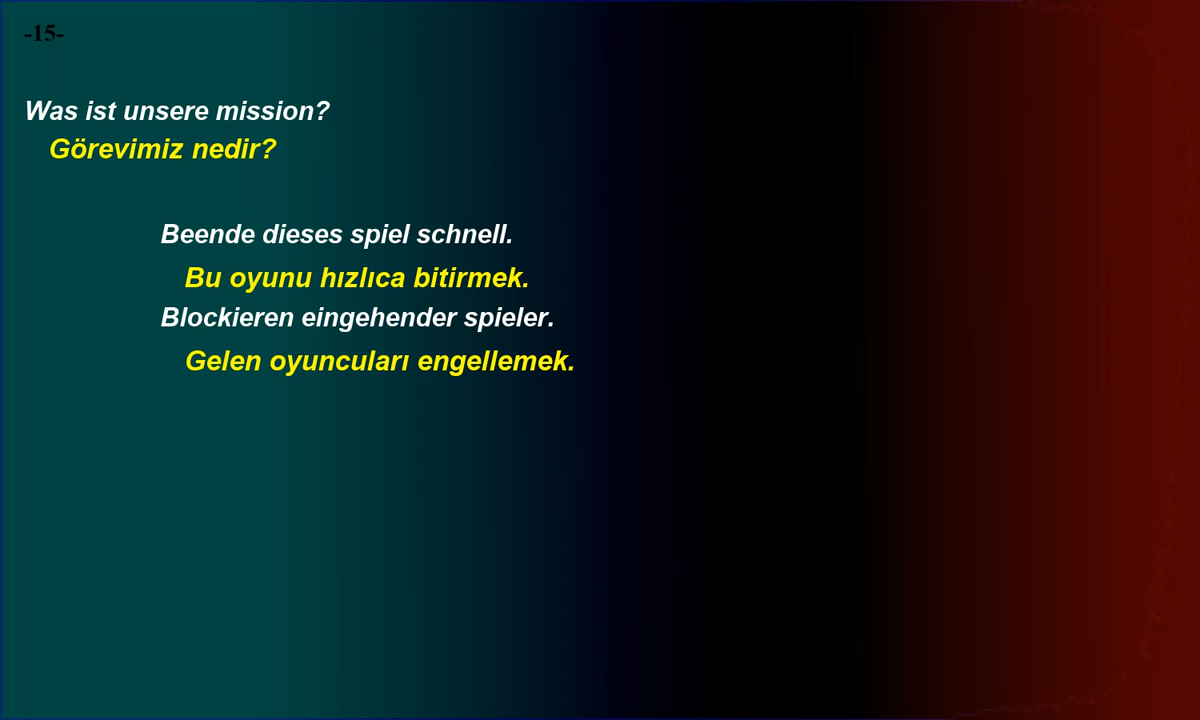 -15-
Was ist unsere mission?
Görevimiz nedir?
Beende dieses spiel schnell.
Bu oyunu hızlıca bitirmek.
Blockieren eingehender spieler.
Gelen oyuncuları engellemek.